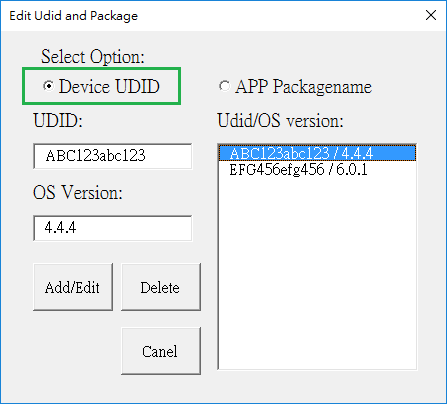 Edit Udid and Package
Select Option:
Device UDID
APP Packagename
UDID:
Udid/OS version:
ABC123abc123
ABC123abc123 / 4.4.4
EFG456efg456 / 6.0.1
OS Version:
4.4.4
Add/Edit
Delete
Canel